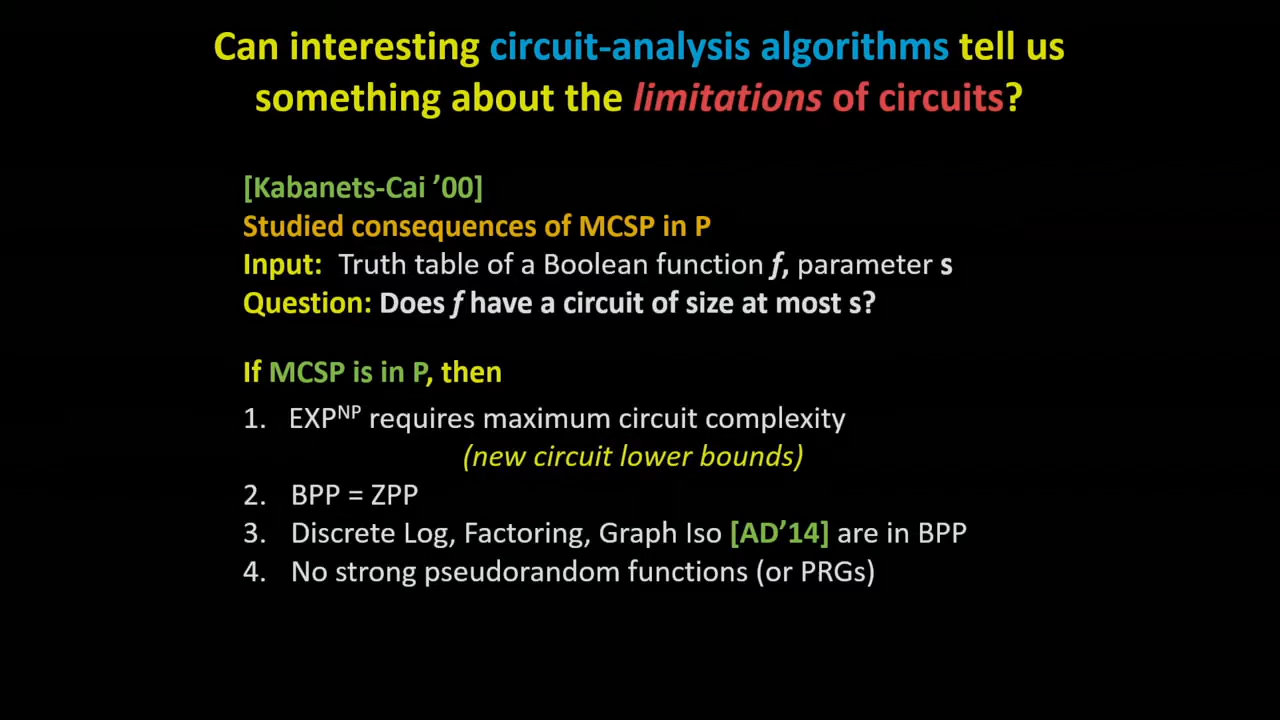 Can interesting circuit-analysis algorithms tell us
something about the limitations of circuits?
[Kabanets-Cai ’00]
Studied consequences of MCSP in P
Input: Truth table of a Boolean function f, parameter s
Question: Does f have a circuit of size at most s?
If MCSP is in P, then
1. EXP^NP requires maximum circuit complexity
(new circuit lower bounds)
2. BPP = ZPP
3. Discrete Log, Factoring, Graph Iso [AD’14] are in BPP
4. No strong pseudorandom functions (or PRGs)